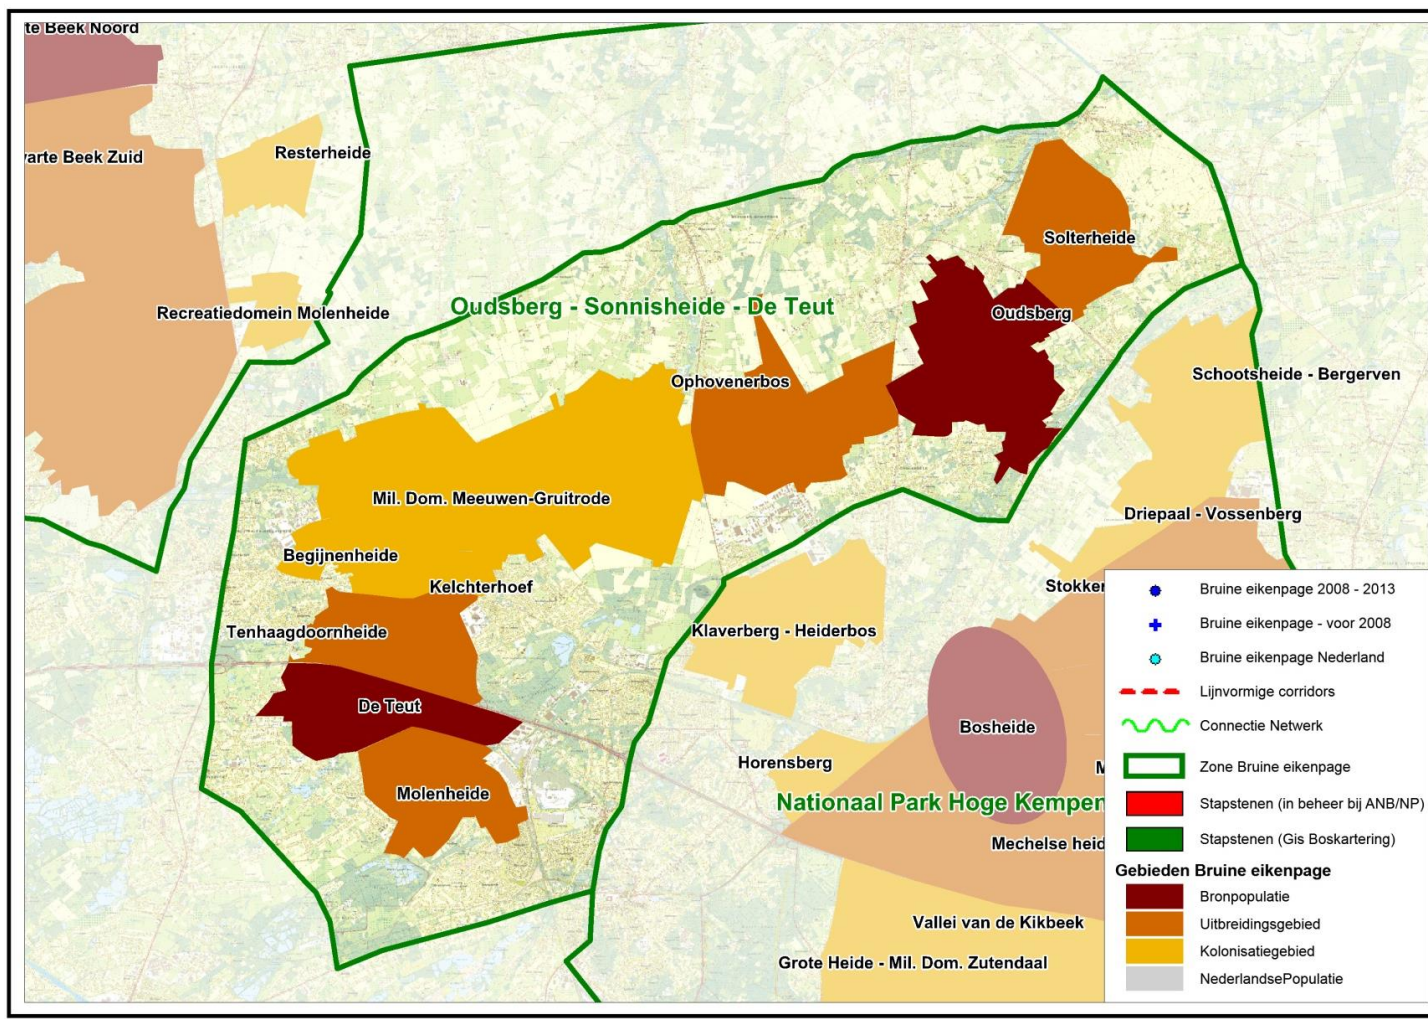 te Beek Noord
varte Beek Zuid
Resterheide
Recreatiedomein Molenheide
Oudsberg - Sonnisheide - De Teut
Solterheide
Oudsberg
Ophovenerbos
Schootsheide - Bergerven
Mil. Dom. Meeuwen-Gruitrode
Driepaal - Vossenberg
Begijnenheide
Kelchterhoef
Stokker
Tenhaagdoornheide
Klaverberg - Heiderbos
De Teut
Bosheide
Horensberg
M
Molenheide
Nationaal Park Hoge Kempen
Mechelse heid
Vallei van de Kikbeek
Grote Heide - Mil. Dom. Zutendaal
Bruine eikenpage 2008 - 2013
Bruine eikenpage - voor 2008
Bruine eikenpage Nederland
Lijnvormige corridors
Connectie Netwerk
Zone Bruine eikenpage
Stapstenen (in beheer bij ANB/NP)
Stapstenen (Gis Boskartering)
Gebieden Bruine eikenpage
Bronpopulatie
Uitbreidingsgebied
Kolonisatiegebied
NederlandsePopulatie